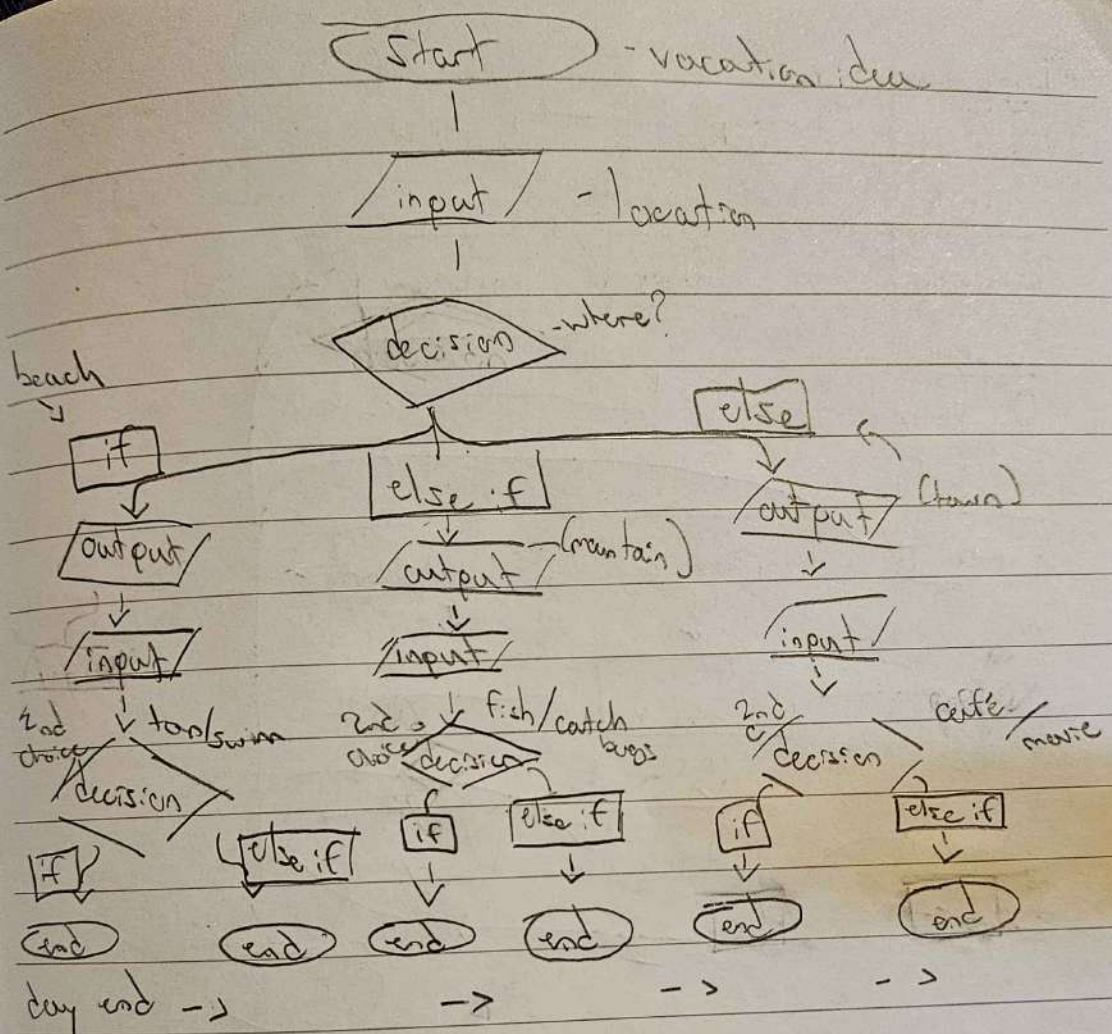 Start - vacation idea
input - location
decision - where?
beach
if
else if
else
output
output (mountain)
output (town)
input
input
input
2nd choice tan/swim
decision
2nd choice fish/catch bugs
decision
2nd c/ café/movie
decision
if
else if
if
else if
if
else if
end
end
end
end
end
end
day end -> -> -> ->